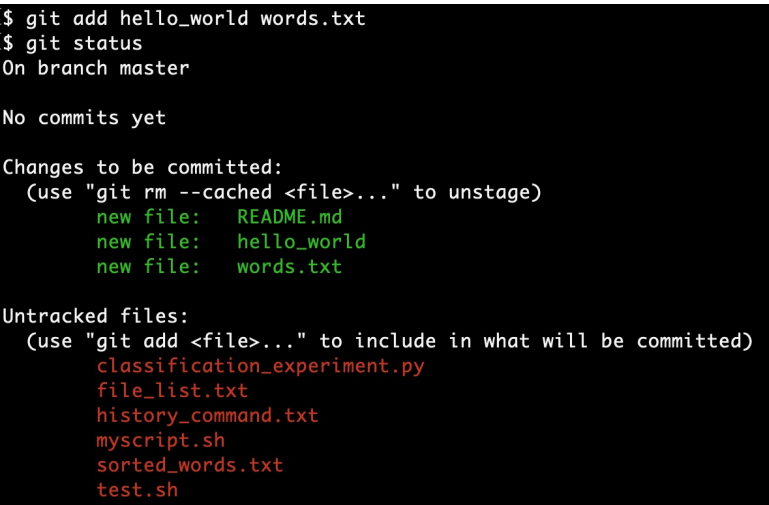 $ git add hello_world words.txt
$ git status
On branch master
No commits yet
Changes to be committed:
(use "git rm --cached <file>..." to unstage)
new file: README.md
new file: hello_world
new file: words.txt
Untracked files:
(use "git add <file>..." to include in what will be committed)
classification_experiment.py
file_list.txt
history_command.txt
myscript.sh
sorted_words.txt
test.sh